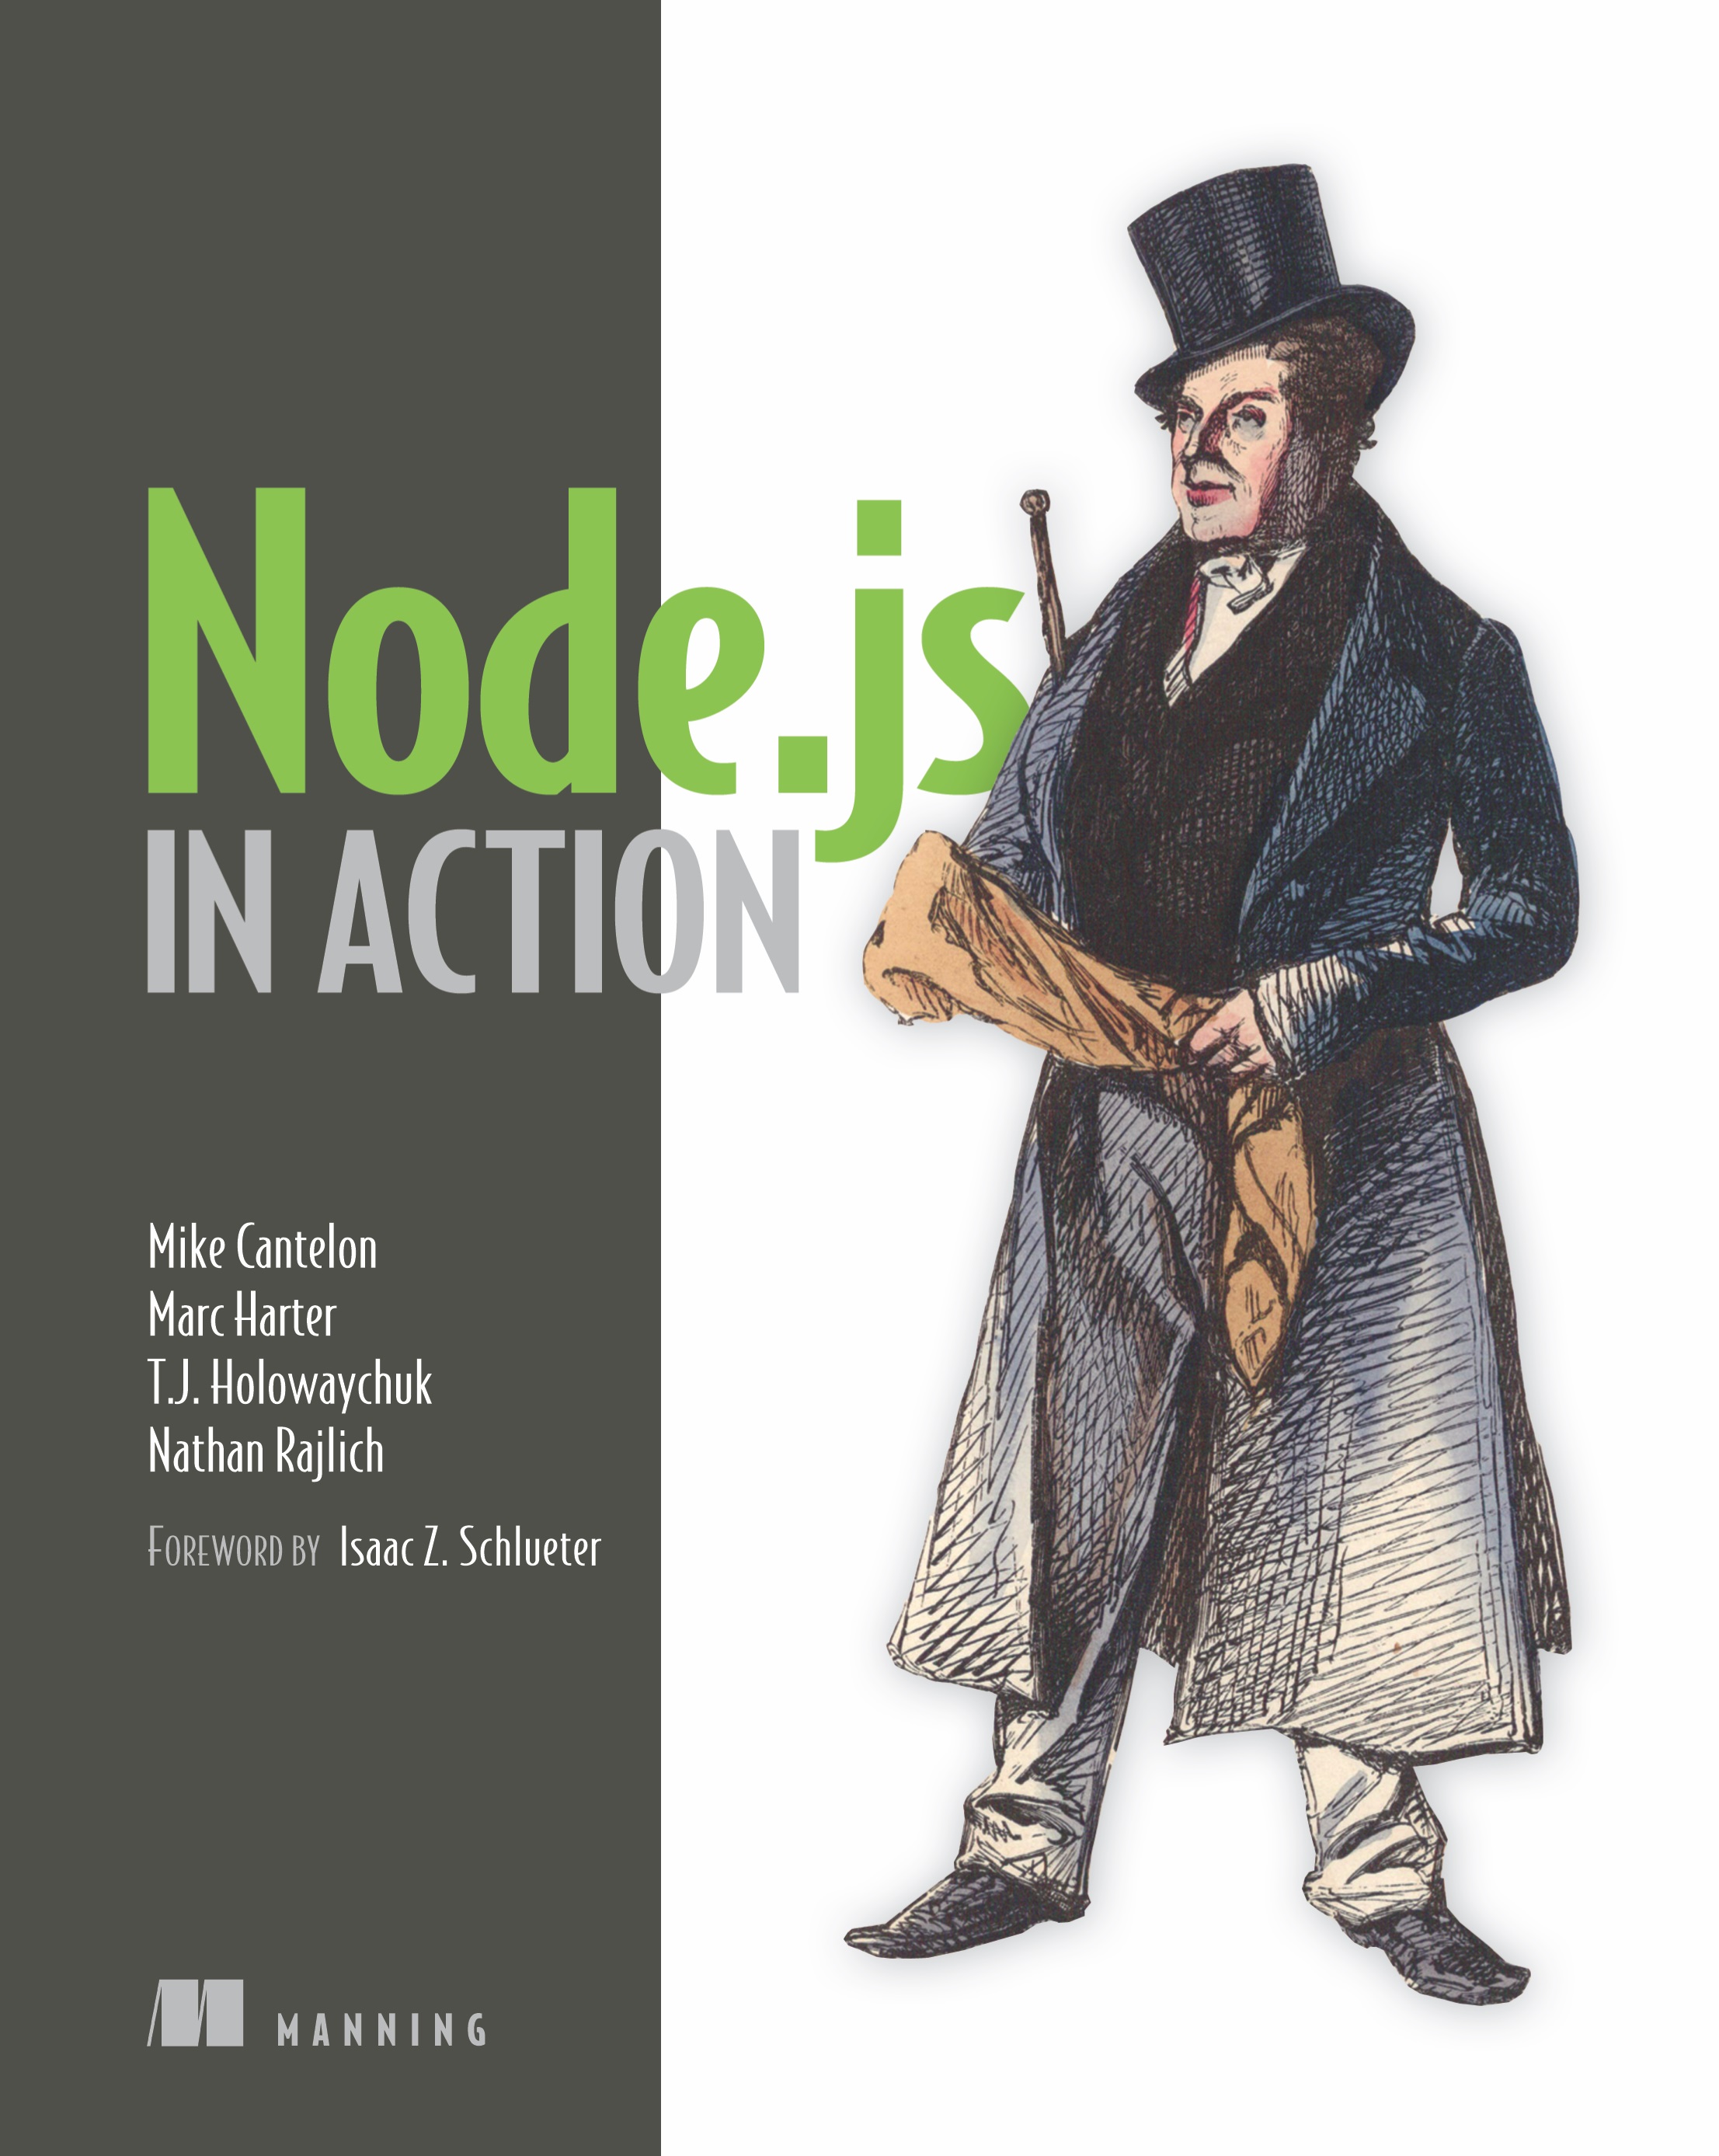 Node.js
IN ACTION
Mike Cantelon
Marc Harter
T.J. Holowaychuk
Nathan Rajlich
FOREWORD BY Isaac Z. Schlueter
MANNING